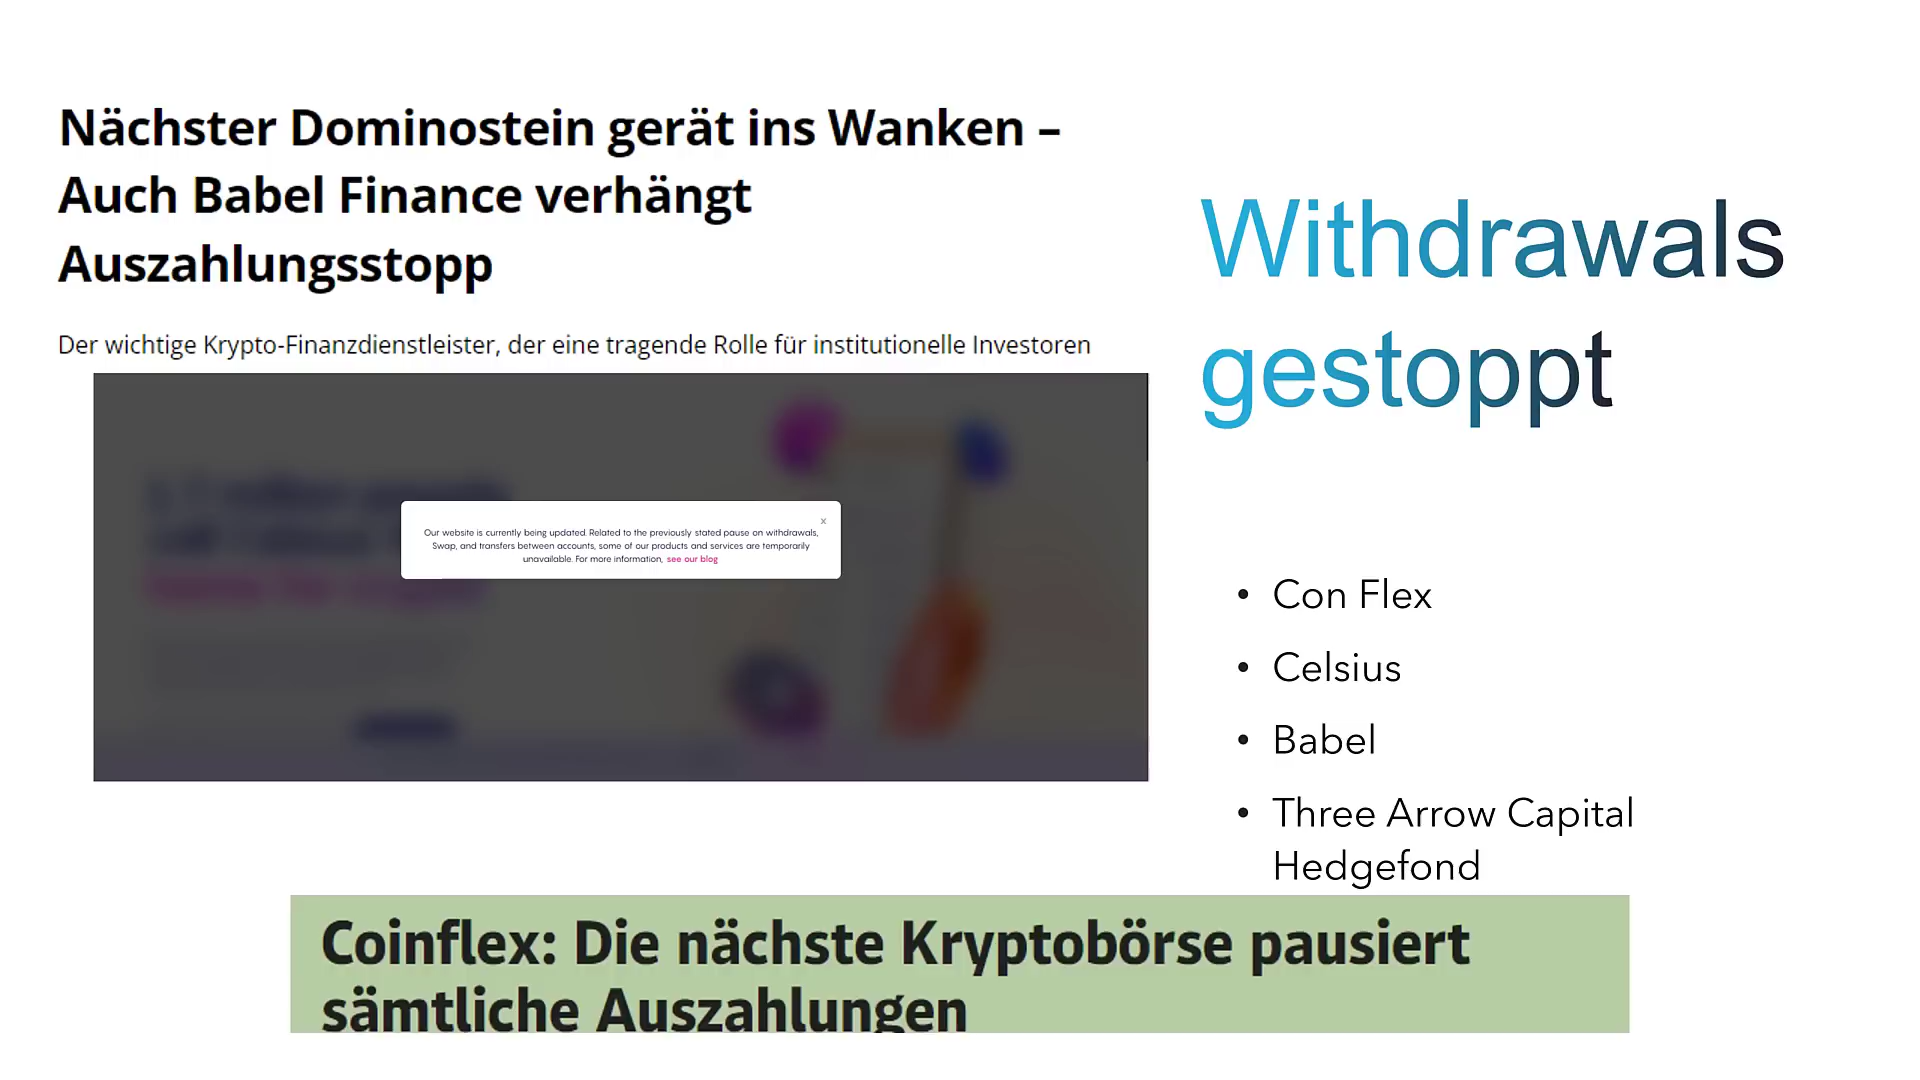 Nächster Dominostein gerät ins Wanken –
Auch Babel Finance verhängt
Auszahlungsstopp
Der wichtige Krypto-Finanzdienstleister, der eine tragende Rolle für institutionelle Investoren
x
Our website is currently being updated. Related to the previously stated pause on withdrawals,
Swap, and transfers between accounts, some of our products and services are temporarily
unavailable. For more information, see our blog
Withdrawals
gestoppt
• Con Flex
• Celsius
• Babel
• Three Arrow Capital
Hedgefond
Coinflex: Die nächste Kryptobörse pausiert
sämtliche Auszahlungen